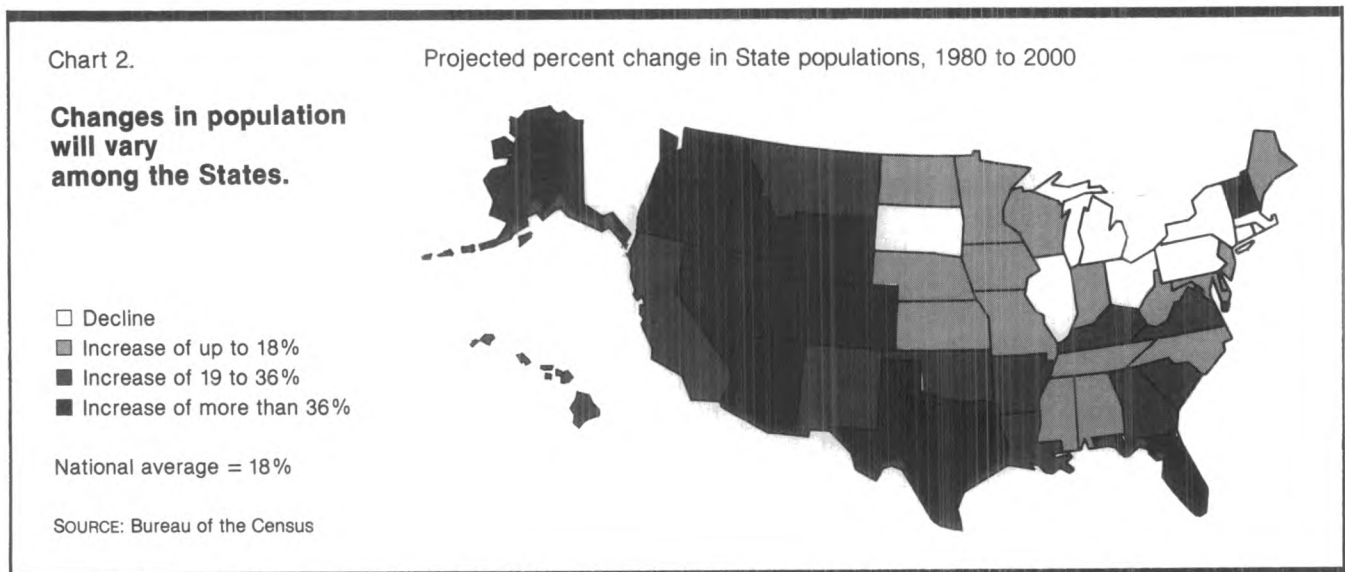 Chart 2.
Projected percent change in State populations, 1980 to 2000
Changes in population
will vary
among the States.
Decline
Increase of up to 18%
Increase of 19 to 36%
Increase of more than 36%
National average = 18%
SOURCE: Bureau of the Census